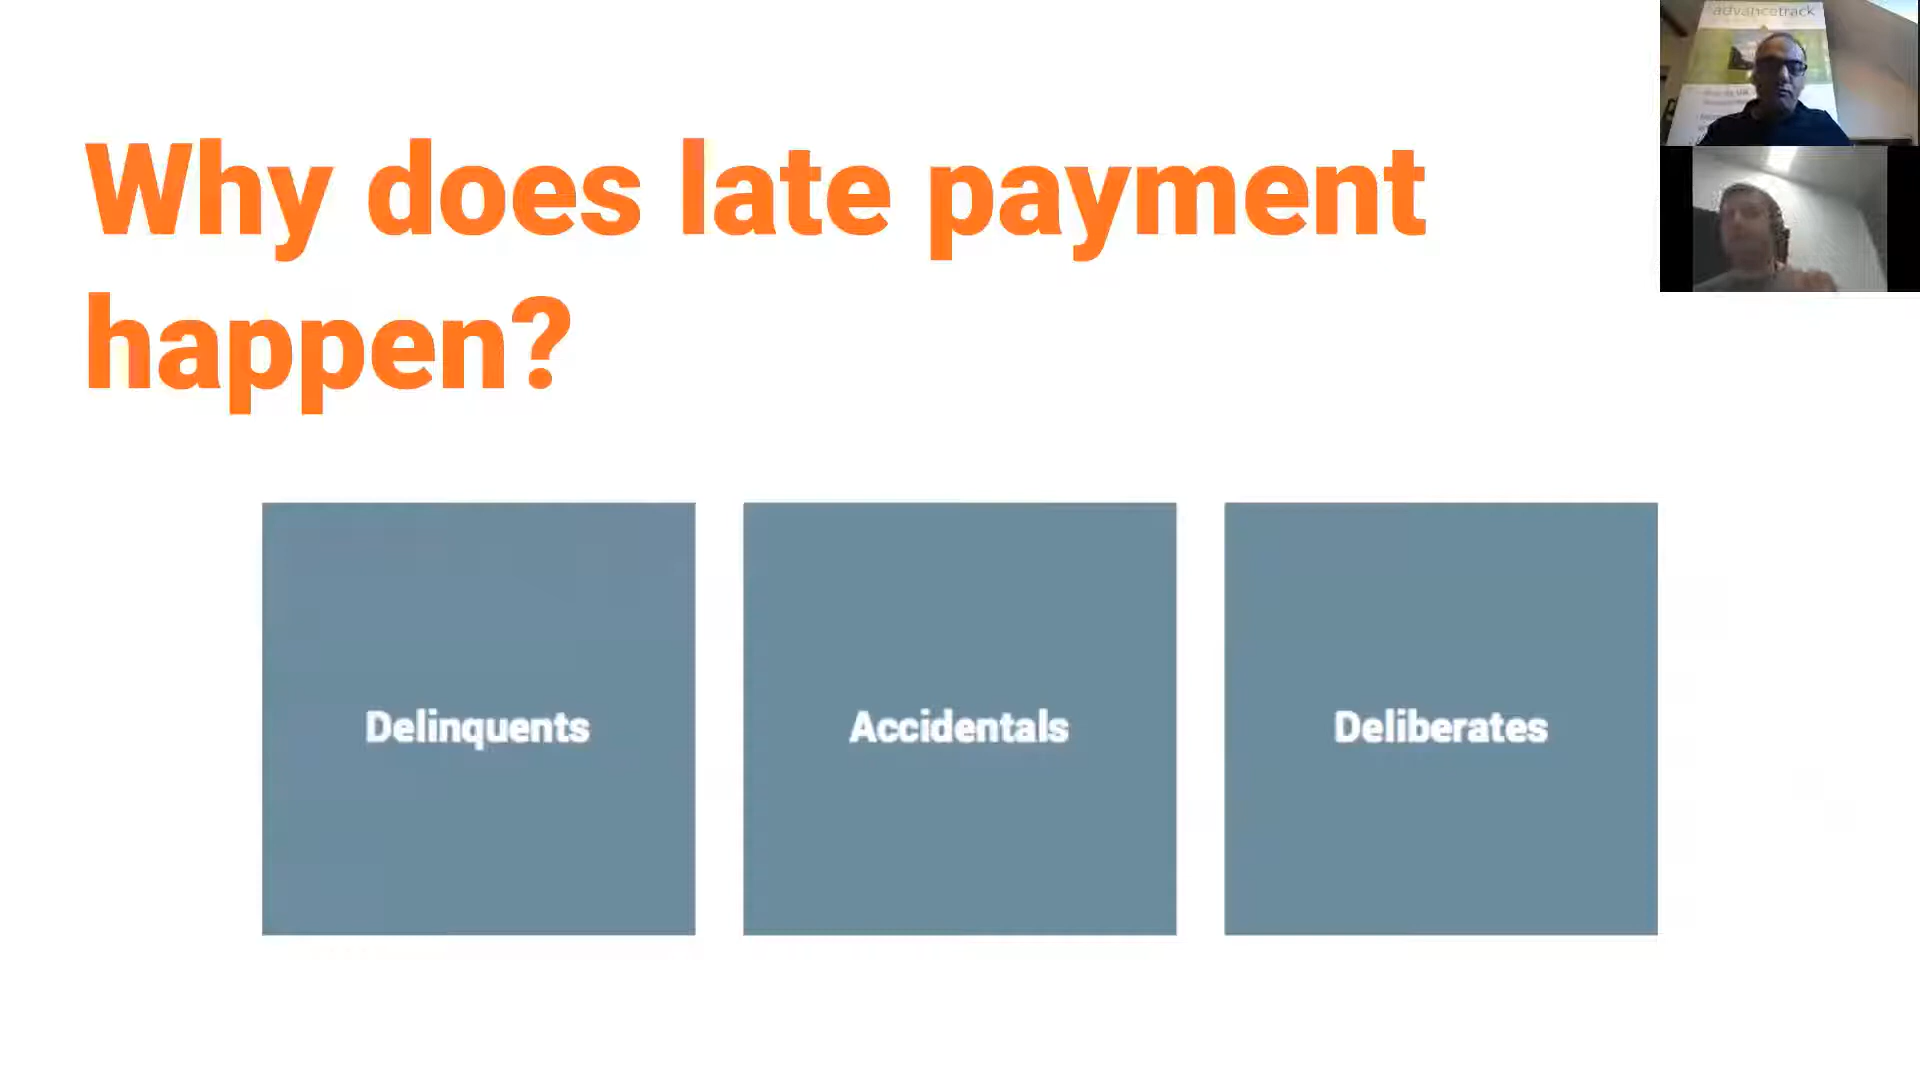 Why does late payment
happen?
Delinquents
Accidentals
Deliberates
advancetrack